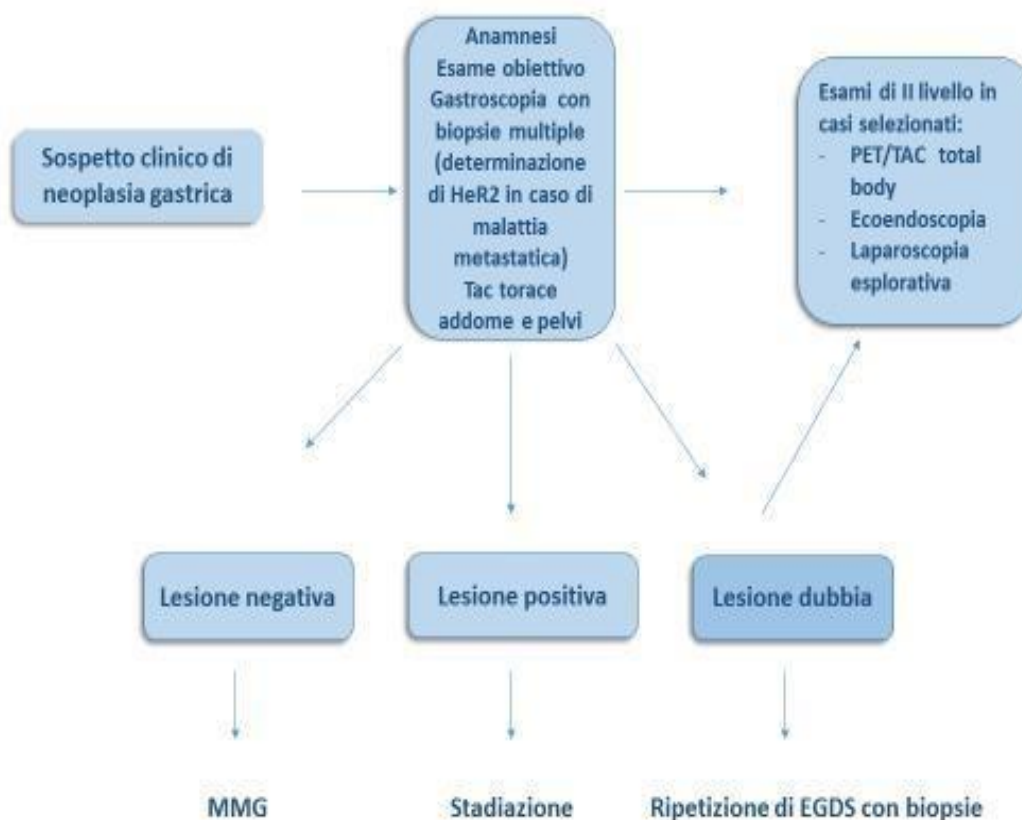 Sospetto clinico di
neoplasia gastrica
Anamnesi
Esame obiettivo
Gastroscopia con
biopsie multiple
(determinazione
di HeR2 in caso di
malattia
metastatica)
Tac torace
addome e pelvi
Esami di II livello in
casi selezionati:
- PET/TAC total
body
- Ecoendoscopia
- Laparoscopia
esplorativa
Lesione negativa
Lesione positiva
Lesione dubbia
MMG
Stadiazione
Ripetizione di EGDS con biopsie